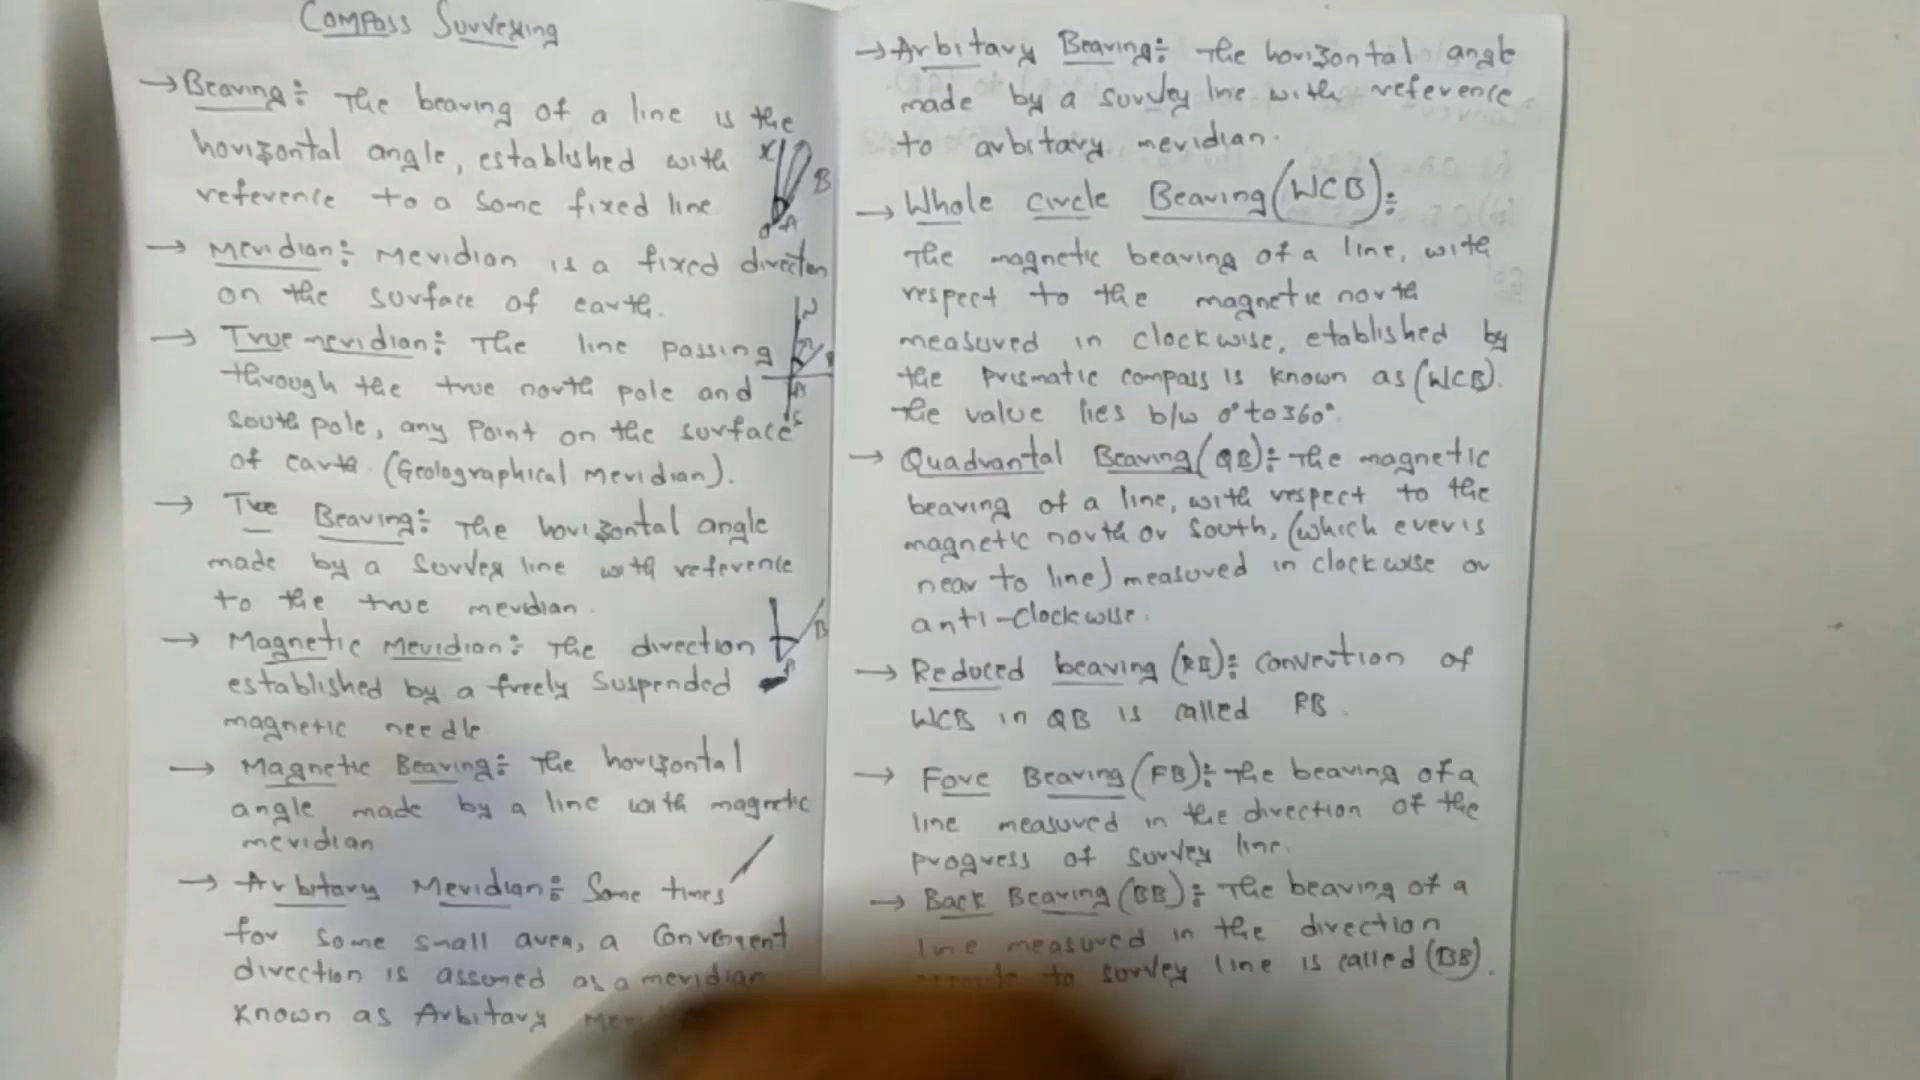 Compass Surveying
→ Bearing: The bearing of a line is the
horizontal angle, established with
reference to a some fixed line
X
B
O A
→ Meridian: Meridian is a fixed direction
on the surface of earth.
→ True meridian: The line passing
through the true north pole and
south pole, any point on the surface
of earth. (Geolographical meridian).
N
B
A
S
→ True Bearing: The horizontal angle
made by a survey line with reference
to the true meridian.
→ Magnetic Meridian: The direction
established by a freely suspended
magnetic needle
B
A
→ Magnetic Bearing: The horizontal
angle made by a line with magnetic
meridian
→ Arbitary Meridian: Some times
for some small area, a convenient
direction is assumed as a meridian
known as Arbitary
→ Arbitary Bearing: The horizontal angle
made by a survey line with reference
to arbitary meridian.
→ Whole circle Bearing (WCB):
The magnetic bearing of a line, with
respect to the magnetic north
measured in clockwise, etablished by
the prismatic compass is known as (WCB).
the value lies b/w 0° to 360°.
→ Quadrantal Bearing (QB): The magnetic
bearing of a line, with respect to the
magnetic north or south, (which ever is
near to line) measured in clockwise or
anti-clockwise.
→ Reduced bearing (RB): Convertion of
WCB in QB is called RB.
→ Fore Bearing (FB): The bearing of a
line measured in the direction of the
progress of survey line.
→ Back Bearing (BB): The bearing of a
line measured in the direction
to survey line is called (BB).